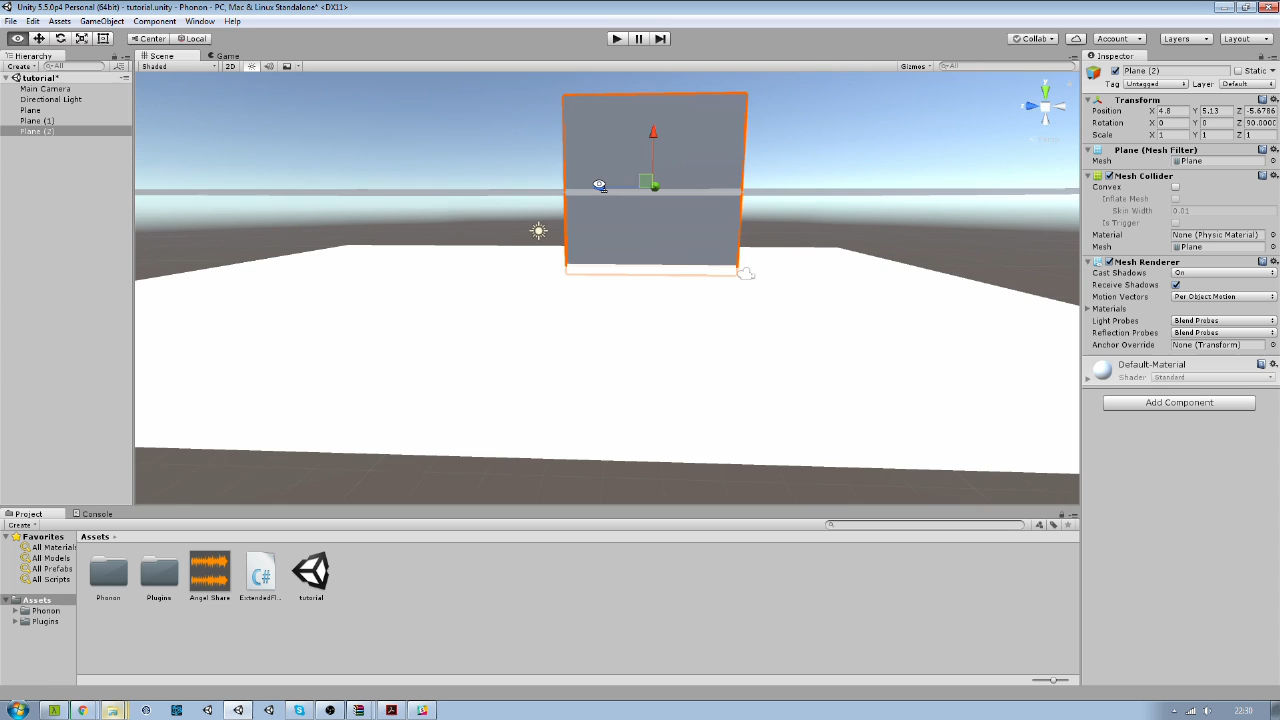 Unity 5.5.0p4 Personal (64bit) - tutorial.unity - Phonon - PC, Mac & Linux Standalone* <DX11>
File Edit Assets GameObject Component Window Help
Center Local Collab Account Layers Layout
Hierarchy
Create All
tutorial*
Main Camera
Directional Light
Plane
Plane (1)
Plane (2)
Scene Game
Shaded 2D Gizmos All
y
z
Inspector
Plane (2) Static
Tag Untagged Layer Default
Transform
Position X 4.8 Y 5.13 Z -5.6786
Rotation X 0 Y 0 Z 90.0000
Scale X 1 Y 1 Z 1
Plane (Mesh Filter)
Mesh Plane
Mesh Collider
Convex
Inflate Mesh
Skin Width 0.01
Is Trigger
Material None (Physic Material)
Mesh Plane
Mesh Renderer
Cast Shadows On
Receive Shadows
Motion Vectors Per Object Motion
Materials
Light Probes Blend Probes
Reflection Probes Blend Probes
Anchor Override None (Transform)
Default-Material
Shader Standard
Add Component
Project Console
Create
Favorites
All Materials
All Models
All Prefabs
All Scripts
Assets
Phonon
Plugins
Assets
Phonon Plugins Angel Share ExtendedFl... tutorial
C#
22:30